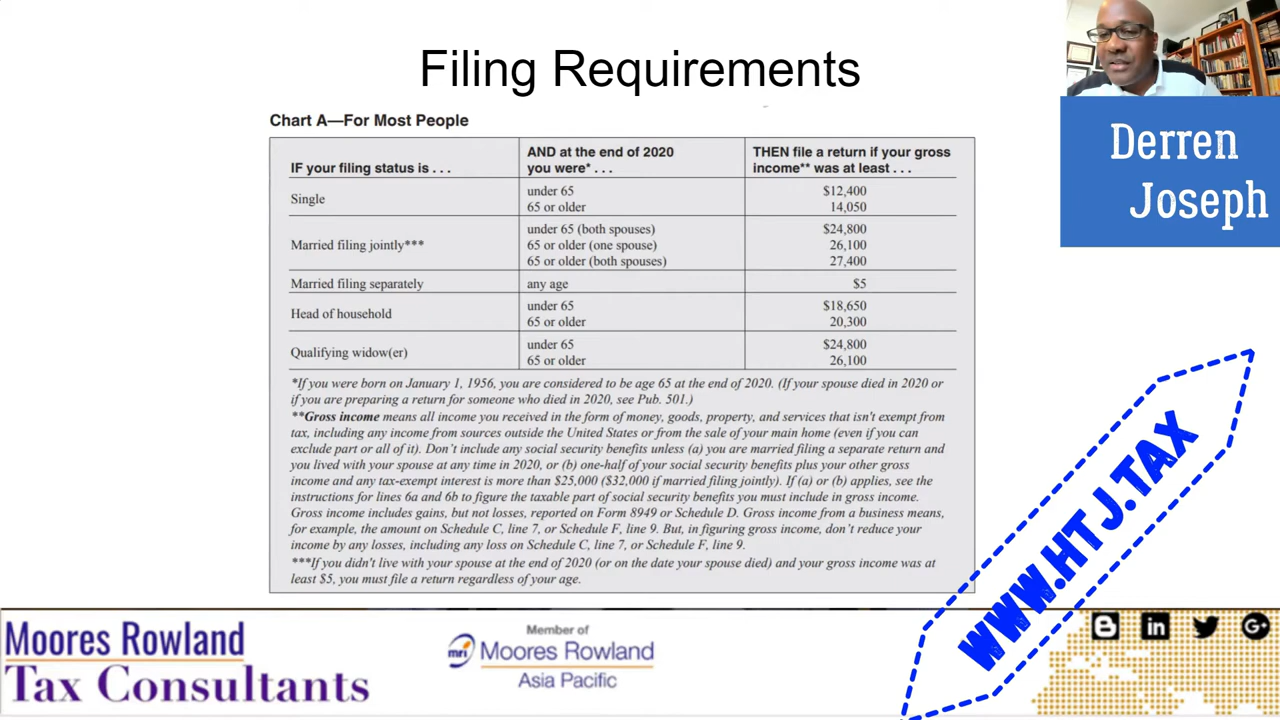 Filing Requirements
Chart A—For Most People
IF your filing status is . . .
AND at the end of 2020
you were* . . .
THEN file a return if your gross
income** was at least . . .
Single
under 65
65 or older
$12,400
14,050
Married filing jointly***
under 65 (both spouses)
65 or older (one spouse)
65 or older (both spouses)
$24,800
26,100
27,400
Married filing separately
any age
$5
Head of household
under 65
65 or older
$18,650
20,300
Qualifying widow(er)
under 65
65 or older
$24,800
26,100
*If you were born on January 1, 1956, you are considered to be age 65 at the end of 2020. (If your spouse died in 2020 or
if you are preparing a return for someone who died in 2020, see Pub. 501.)
**Gross income means all income you received in the form of money, goods, property, and services that isn't exempt from
tax, including any income from sources outside the United States or from the sale of your main home (even if you can
exclude part or all of it). Don't include any social security benefits unless (a) you are married filing a separate return and
you lived with your spouse at any time in 2020, or (b) one-half of your social security benefits plus your other gross
income and any tax-exempt interest is more than $25,000 ($32,000 if married filing jointly). If (a) or (b) applies, see the
instructions for lines 6a and 6b to figure the taxable part of social security benefits you must include in gross income.
Gross income includes gains, but not losses, reported on Form 8949 or Schedule D. Gross income from a business means,
for example, the amount on Schedule C, line 7, or Schedule F, line 9. But, in figuring gross income, don't reduce your
income by any losses, including any loss on Schedule C, line 7, or Schedule F, line 9.
***If you didn't live with your spouse at the end of 2020 (or on the date your spouse died) and your gross income was at
least $5, you must file a return regardless of your age.
Derren
Joseph
WWW.HTJ.TAX
Moores Rowland
Tax Consultants
Member of
mri Moores Rowland
Asia Pacific